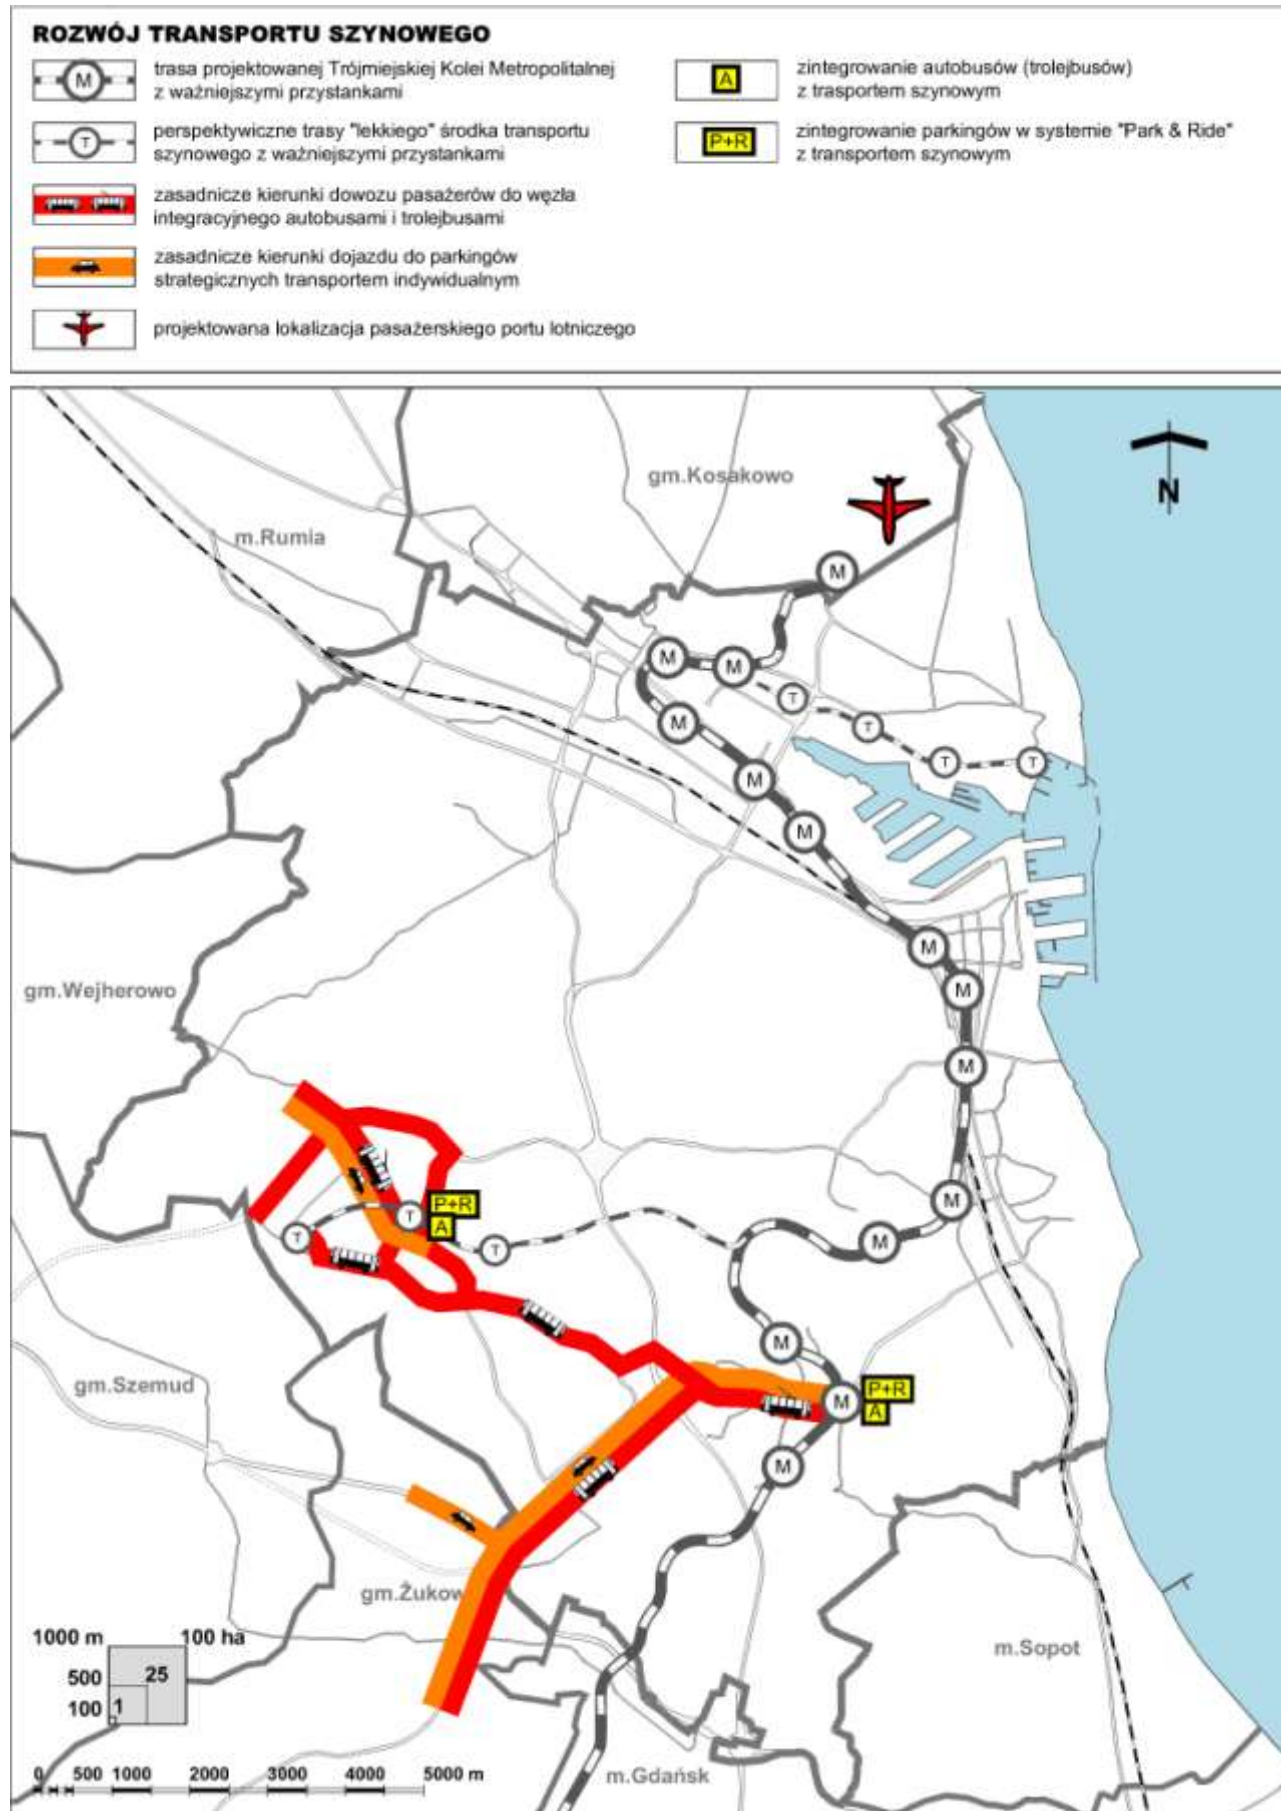 ROZWÓJ TRANSPORTU SZYNOWEGO
M
trasa projektowanej Trójmiejskiej Kolei Metropolitalnej
z ważniejszymi przystankami
T
perspektywiczne trasy "lekkiego" środka transportu
szynowego z ważniejszymi przystankami
zasadnicze kierunki dowozu pasażerów do węzła
integracyjnego autobusami i trolejbusami
zasadnicze kierunki dojazdu do parkingów
strategicznych transportem indywidualnym
projektowana lokalizacja pasażerskiego portu lotniczego
A
zintegrowanie autobusów (trolejbusów)
z trasportem szynowym
P+R
zintegrowanie parkingów w systemie "Park & Ride"
z transportem szynowym
gm.Kosakowo
N
m.Rumia
M
M
M
T
M
T
T
T
M
M
M
gm.Wejherowo
M
M
M
P+R
T
A
T
T
M
M
gm.Szemud
P+R
M
A
M
gm.Żukow
1000 m
100 ha
500
25
100
1
m.Sopot
0 500 1000 2000 3000 4000 5000 m
m.Gdańsk